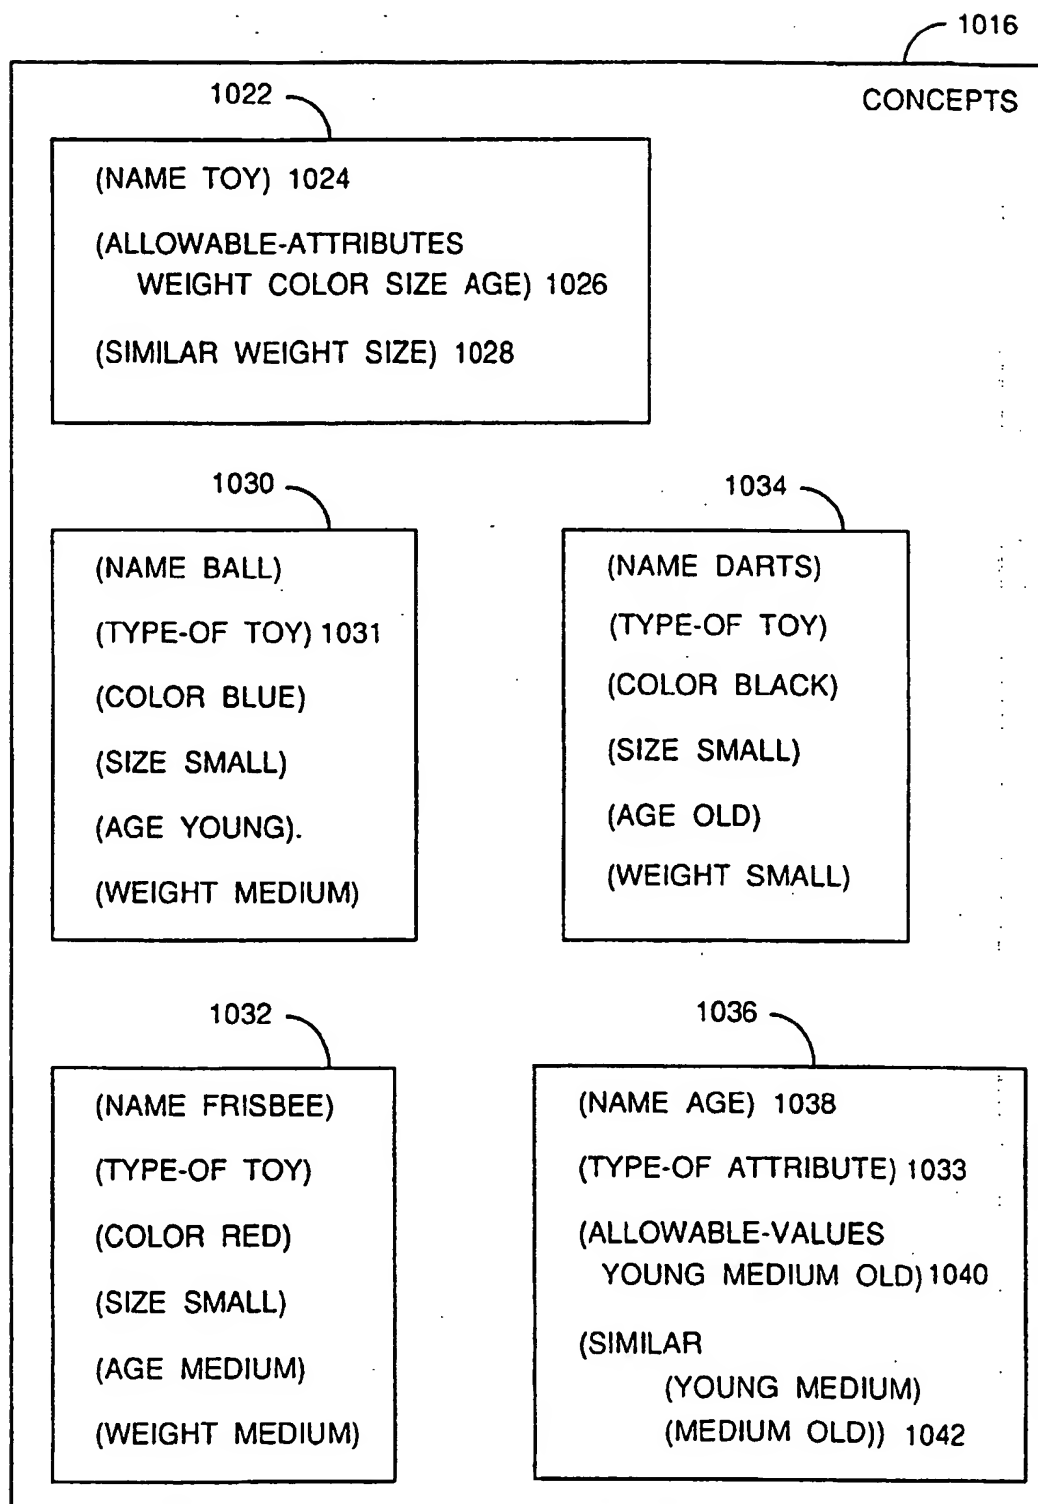 1016
CONCEPTS
1022
(NAME TOY) 1024
(ALLOWABLE-ATTRIBUTES
WEIGHT COLOR SIZE AGE) 1026
(SIMILAR WEIGHT SIZE) 1028
1030
(NAME BALL)
(TYPE-OF TOY) 1031
(COLOR BLUE)
(SIZE SMALL)
(AGE YOUNG).
(WEIGHT MEDIUM)
1034
(NAME DARTS)
(TYPE-OF TOY)
(COLOR BLACK)
(SIZE SMALL)
(AGE OLD)
(WEIGHT SMALL)
1032
(NAME FRISBEE)
(TYPE-OF TOY)
(COLOR RED)
(SIZE SMALL)
(AGE MEDIUM)
(WEIGHT MEDIUM)
1036
(NAME AGE) 1038
(TYPE-OF ATTRIBUTE) 1033
(ALLOWABLE-VALUES
YOUNG MEDIUM OLD) 1040
(SIMILAR
(YOUNG MEDIUM)
(MEDIUM OLD)) 1042